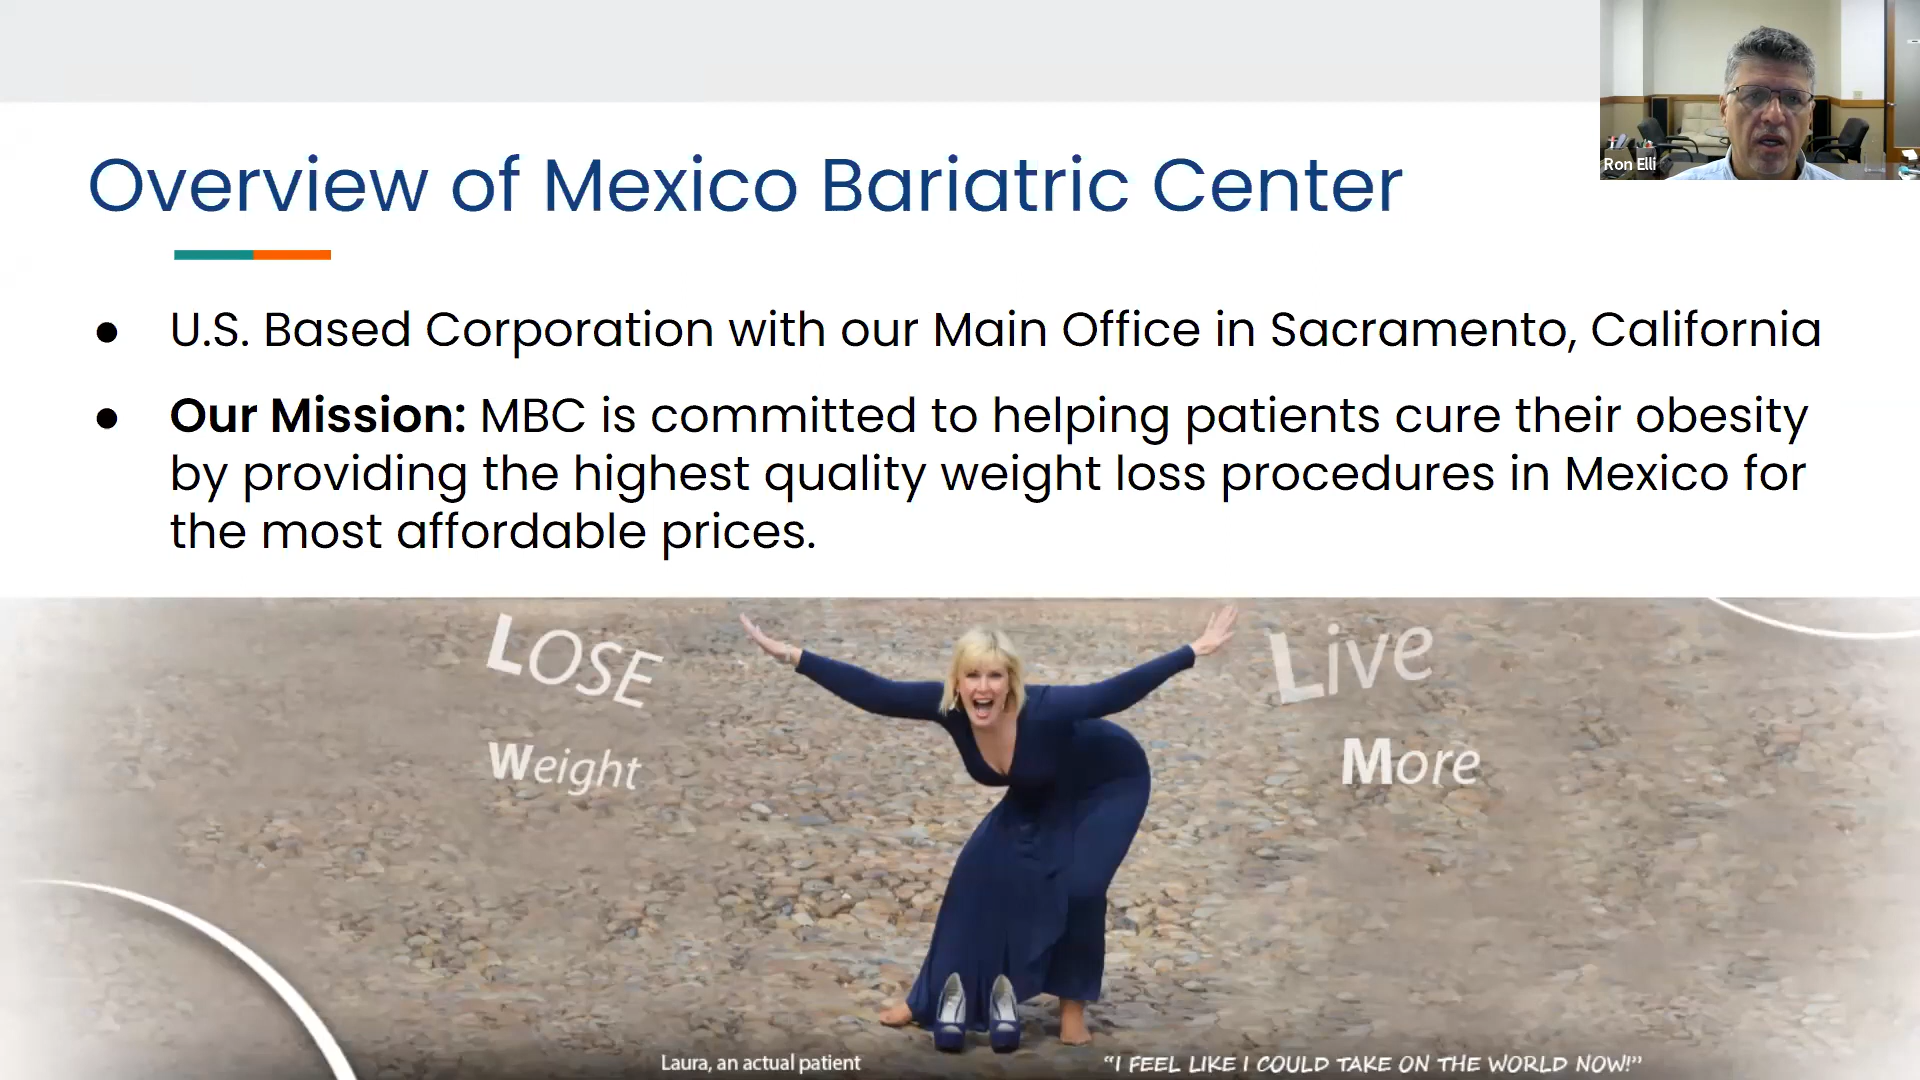 Overview of Mexico Bariatric Center
Ron Elli
● U.S. Based Corporation with our Main Office in Sacramento, California
● Our Mission: MBC is committed to helping patients cure their obesity
by providing the highest quality weight loss procedures in Mexico for
the most affordable prices.
LOSE
Weight
Live
More
Laura, an actual patient
“I FEEL LIKE I COULD TAKE ON THE WORLD NOW!”